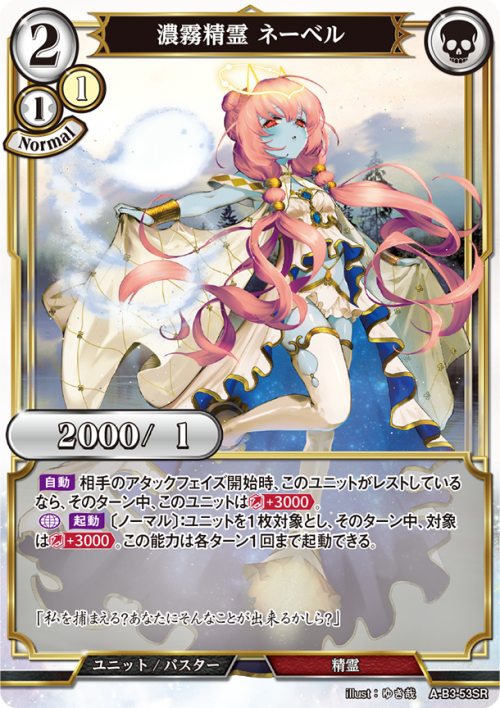 2
濃霧精霊 ネーベル
1
1
Normal
2000/ 1
自動 相手のアタックフェイズ開始時、このユニットがレストしている
なら、そのターン中、このユニットは+3000。
起動 〔ノーマル〕:ユニットを1枚対象とし、そのターン中、対象
は+3000。この能力は各ターン1回まで起動できる。
「私を捕まえる?あなたにそんなことが出来るかしら?」
ユニット / バスター
精霊
illust:ゆき哉 A-B3-53SR